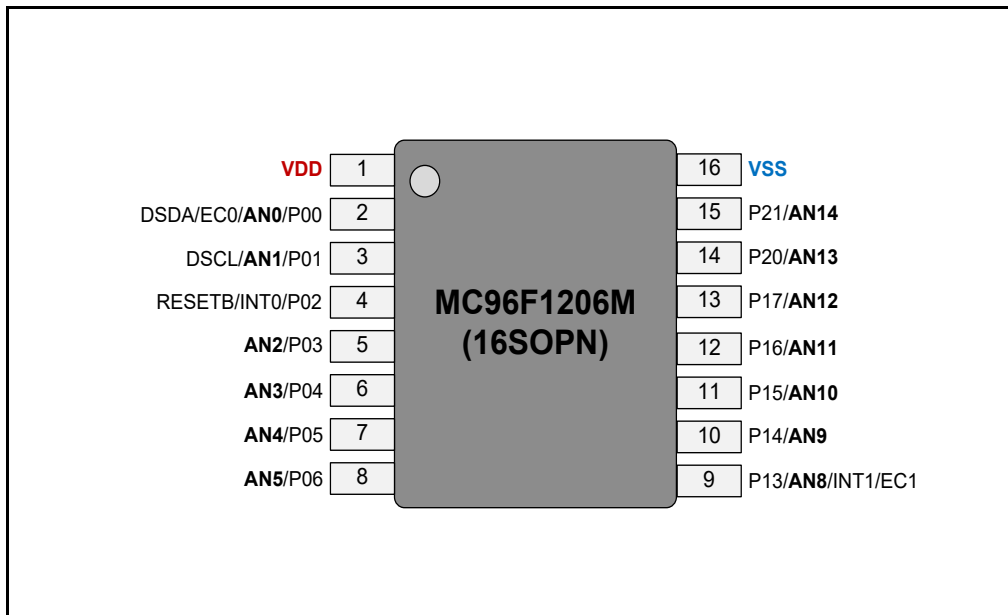 VDD 1 16 VSS
DSDA/EC0/AN0/P00 2 15 P21/AN14
DSCL/AN1/P01 3 14 P20/AN13
RESETB/INT0/P02 4 13 P17/AN12
MC96F1206M
(16SOPN)
AN2/P03 5 12 P16/AN11
AN3/P04 6 11 P15/AN10
AN4/P05 7 10 P14/AN9
AN5/P06 8 9 P13/AN8/INT1/EC1